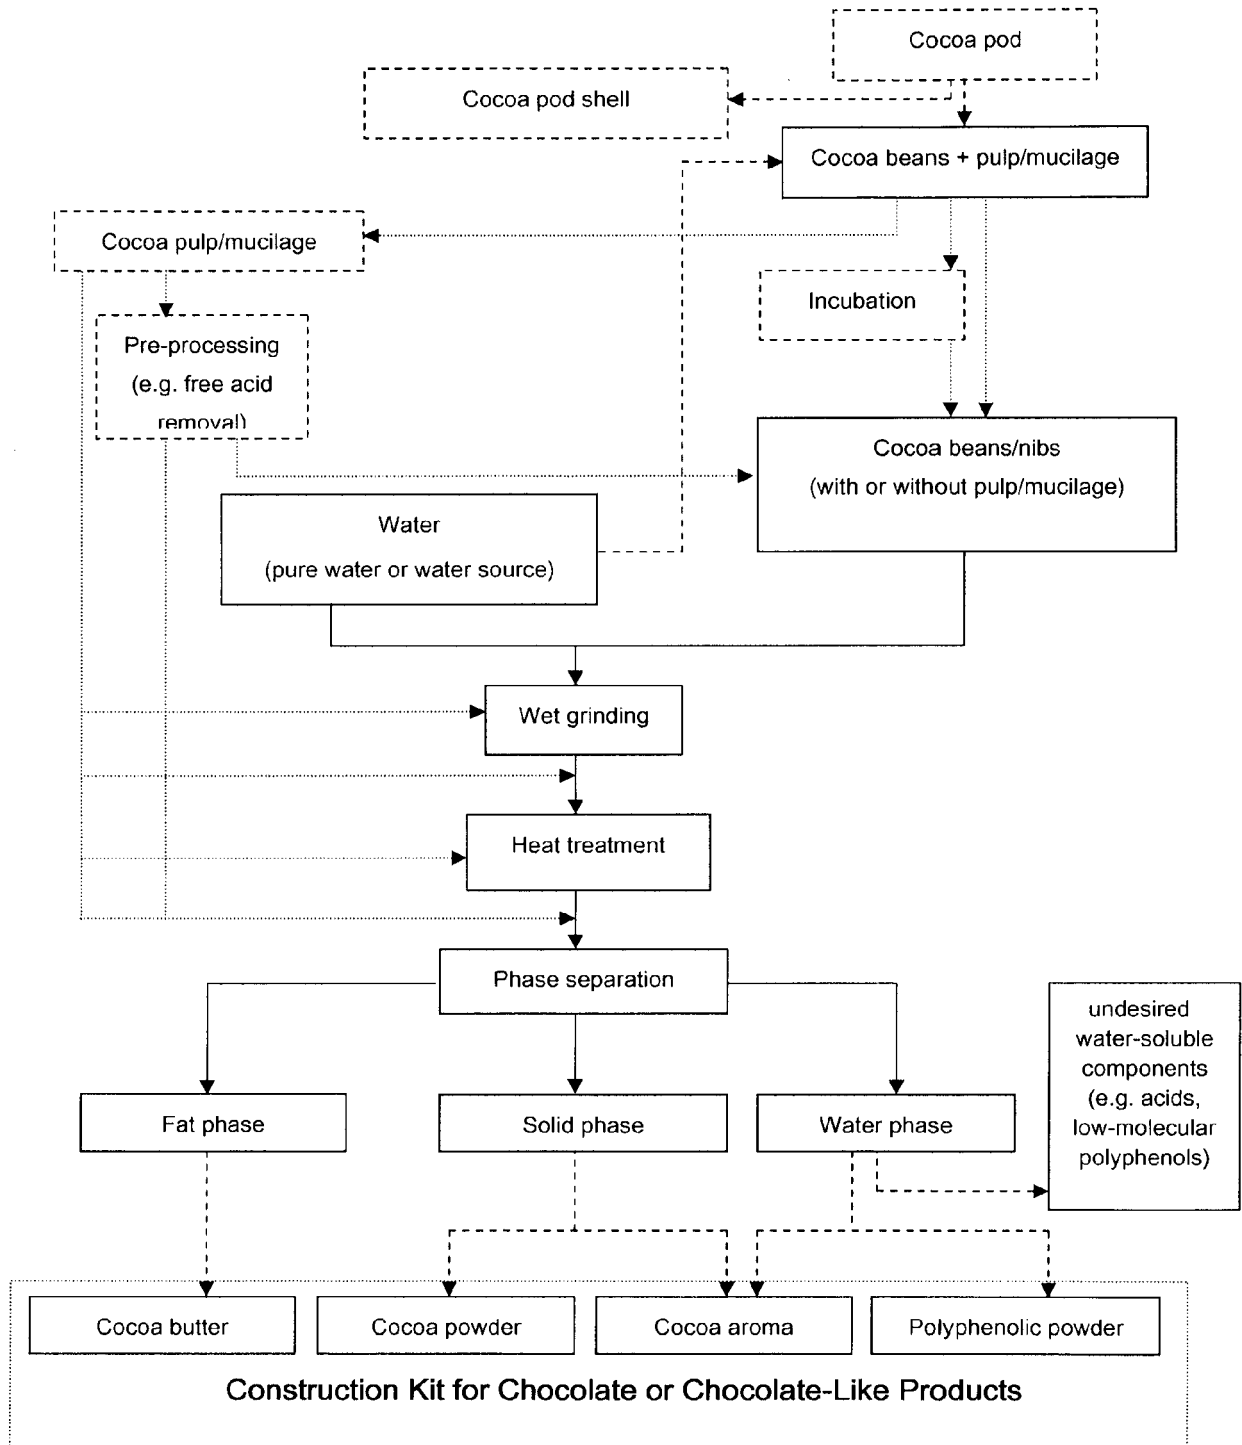 Cocoa pod
Cocoa pod shell
Cocoa beans + pulp/mucilage
Cocoa pulp/mucilage
Incubation
Pre-processing
(e.g. free acid
removal)
Cocoa beans/nibs
(with or without pulp/mucilage)
Water
(pure water or water source)
Wet grinding
Heat treatment
Phase separation
undesired
water-soluble
components
(e.g. acids,
low-molecular
polyphenols)
Fat phase
Solid phase
Water phase
Cocoa butter
Cocoa powder
Cocoa aroma
Polyphenolic powder
Construction Kit for Chocolate or Chocolate-Like Products